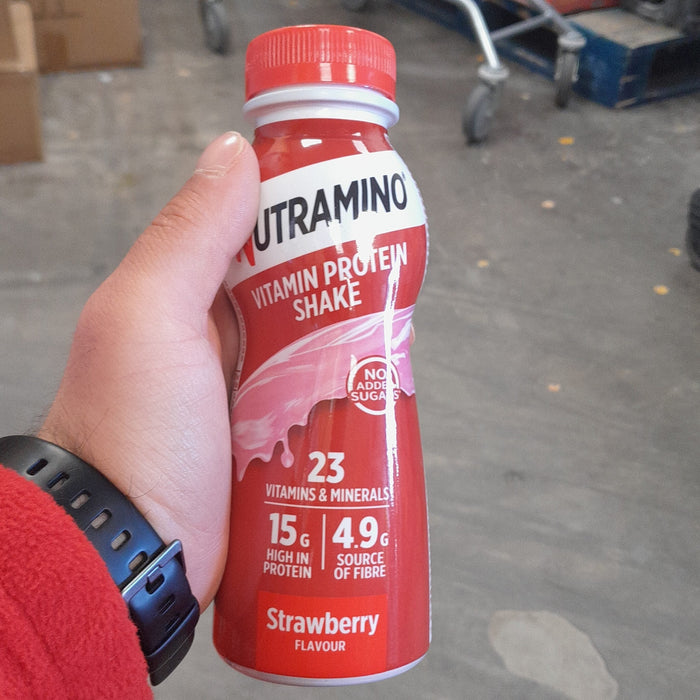 NUTRAMINO
VITAMIN PROTEIN
SHAKE
NO
ADDED
SUGARS*
23
VITAMINS & MINERALS
15G 4.9G
HIGH IN SOURCE
PROTEIN OF FIBRE
Strawberry
FLAVOUR